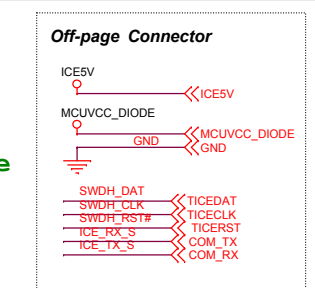 Off-page Connector
ICE5V
ICE5V
MCUVCC_DIODE
MCUVCC_DIODE
GND
GND
e
SWDH_DAT
TICEDAT
SWDH_CLK
TICECLK
SWDH_RST#
TICERST
ICE_RX_S
COM_TX
ICE_TX_S
COM_RX